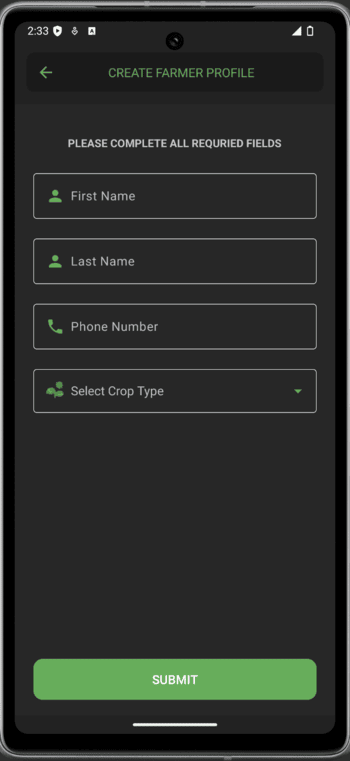 2:33
CREATE FARMER PROFILE
PLEASE COMPLETE ALL REQURIED FIELDS
First Name
Last Name
Phone Number
Select Crop Type
SUBMIT